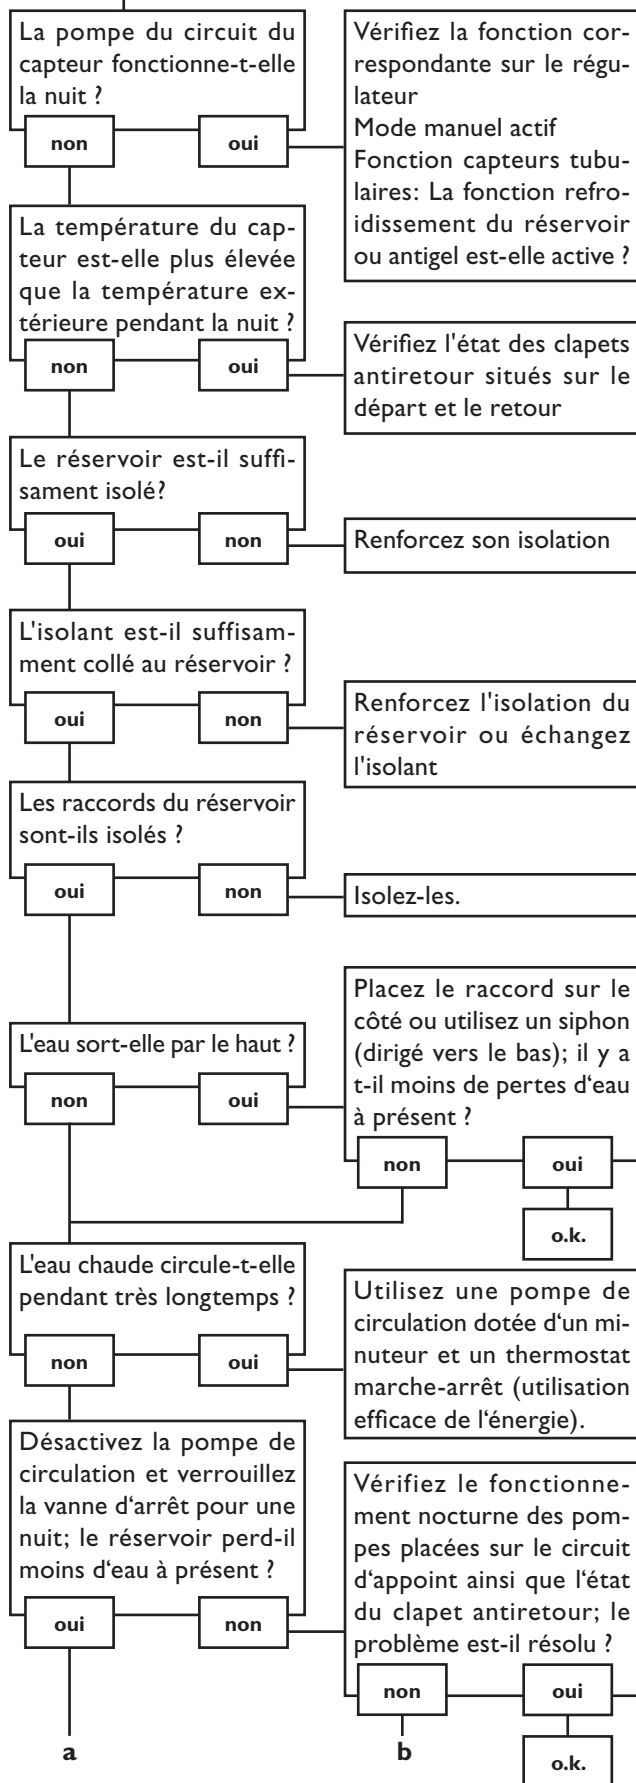 La pompe du circuit du
capteur fonctionne-t-elle
la nuit ?
non
oui
Vérifiez la fonction cor-
respondante sur le régu-
lateur
Mode manuel actif
Fonction capteurs tubu-
laires: La fonction refro-
idissement du réservoir
ou antigel est-elle active ?
La température du cap-
teur est-elle plus élevée
que la température ex-
térieure pendant la nuit ?
non
oui
Vérifiez l'état des clapets
antiretour situés sur le
départ et le retour
Le réservoir est-il suffi-
sament isolé?
oui
non
Renforcez son isolation
L'isolant est-il suffisam-
ment collé au réservoir ?
oui
non
Renforcez l'isolation du
réservoir ou échangez
l'isolant
Les raccords du réservoir
sont-ils isolés ?
oui
non
Isolez-les.
L'eau sort-elle par le haut ?
non
oui
Placez le raccord sur le
côté ou utilisez un siphon
(dirigé vers le bas); il y a
t-il moins de pertes d‘eau
à présent ?
non
oui
o.k.
L'eau chaude circule-t-elle
pendant très longtemps ?
non
oui
Utilisez une pompe de
circulation dotée d‘un mi-
nuteur et un thermostat
marche-arrêt (utilisation
efficace de l‘énergie).
Désactivez la pompe de
circulation et verrouillez
la vanne d‘arrêt pour une
nuit; le réservoir perd-il
moins d‘eau à présent ?
oui
non
Vérifiez le fonctionne-
ment nocturne des pom-
pes placées sur le circuit
d‘appoint ainsi que l‘état
du clapet antiretour; le
problème est-il résolu ?
non
oui
a
b
o.k.